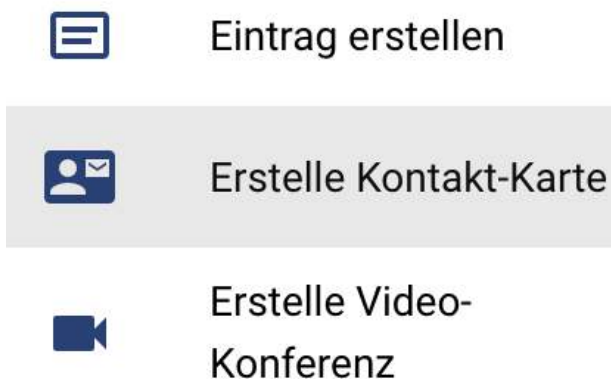 Eintrag erstellen
Erstelle Kontakt-Karte
Erstelle Video-
Konferenz